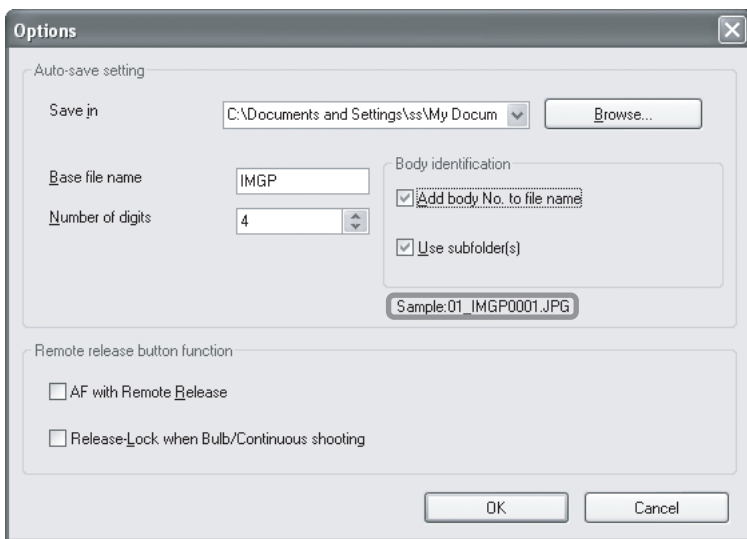 Options
Auto-save setting
Save in
C:\Documents and Settings\ss\My Docum
Browse...
Base file name
IMGP
Number of digits
4
Body identification
Add body No. to file name
Use subfolder(s)
Sample:01_IMGP0001.JPG
Remote release button function
AF with Remote Release
Release-Lock when Bulb/Continuous shooting
OK
Cancel